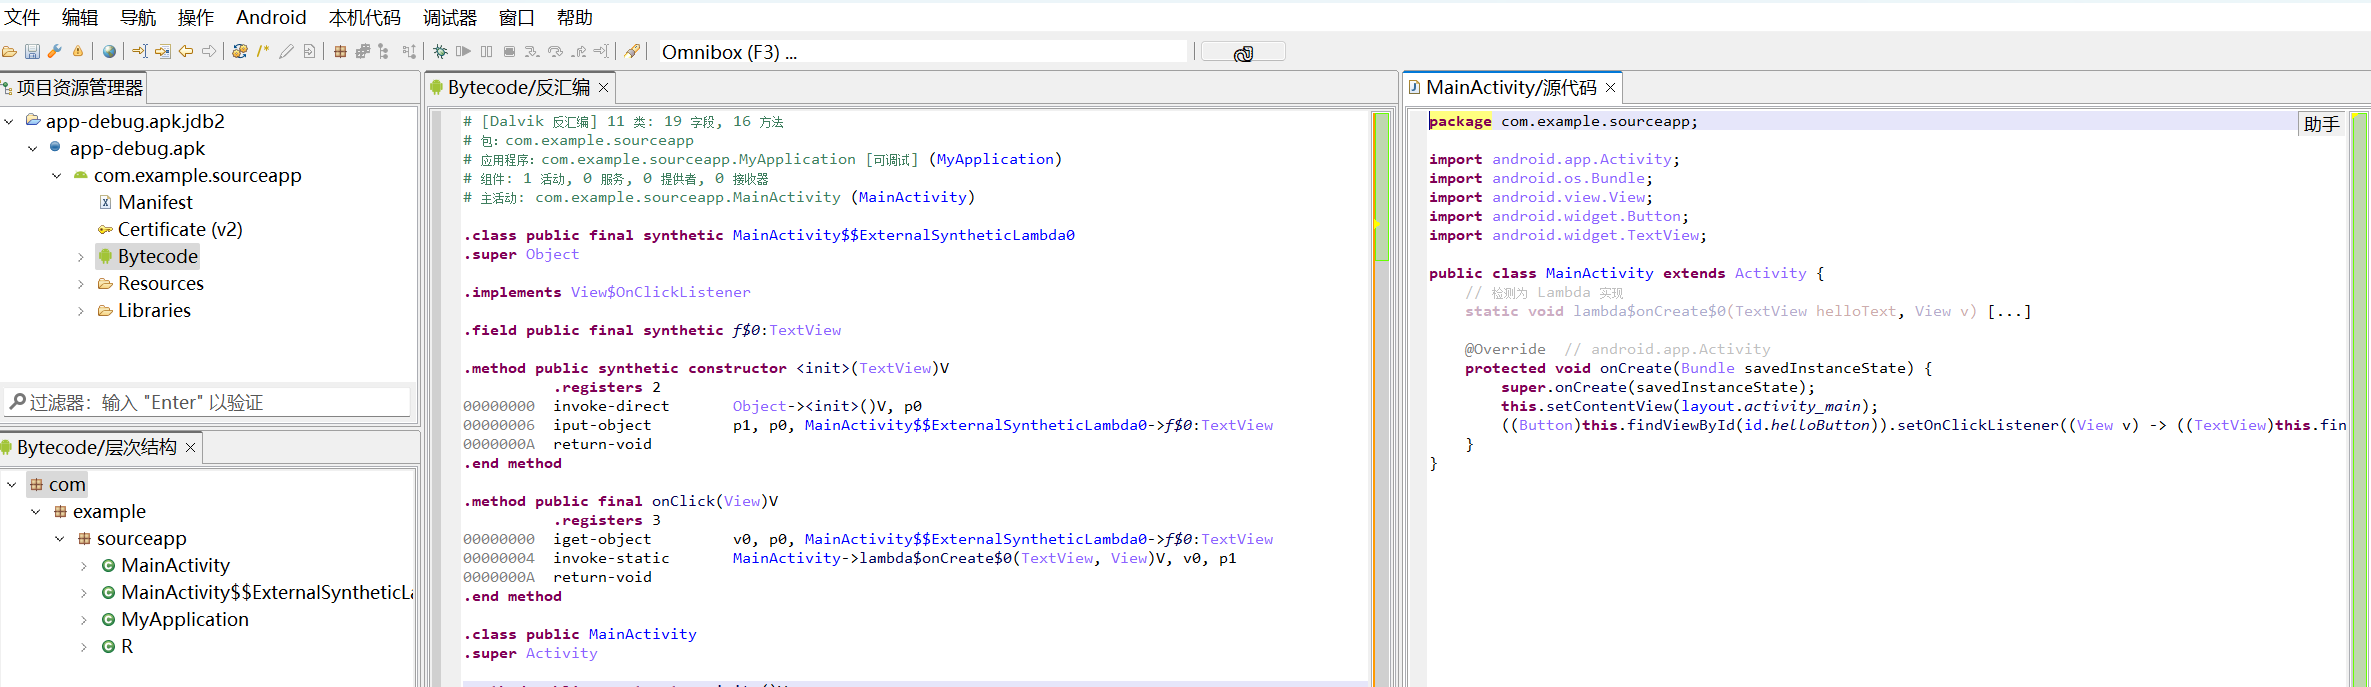 文件 编辑 导航 操作 Android 本机代码 调试器 窗口 帮助
Omnibox (F3) ...
项目资源管理器
app-debug.apk.jdb2
app-debug.apk
com.example.sourceapp
Manifest
Certificate (v2)
Bytecode
Resources
Libraries
过滤器：输入 "Enter" 以验证
Bytecode/层次结构
com
example
sourceapp
MainActivity
MainActivity$$ExternalSyntheticLa
MyApplication
R
Bytecode/反汇编
# [Dalvik 反汇编] 11 类: 19 字段, 16 方法
# 包: com.example.sourceapp
# 应用程序: com.example.sourceapp.MyApplication [可调试] (MyApplication)
# 组件: 1 活动, 0 服务, 0 提供者, 0 接收器
# 主活动: com.example.sourceapp.MainActivity (MainActivity)
.class public final synthetic MainActivity$$ExternalSyntheticLambda0
.super Object
.implements View$OnClickListener
.field public final synthetic f$0:TextView
.method public synthetic constructor <init>(TextView)V
.registers 2
00000000 invoke-direct Object-><init>()V, p0
00000006 iput-object p1, p0, MainActivity$$ExternalSyntheticLambda0->f$0:TextView
0000000A return-void
.end method
.method public final onClick(View)V
.registers 3
00000000 iget-object v0, p0, MainActivity$$ExternalSyntheticLambda0->f$0:TextView
00000004 invoke-static MainActivity->lambda$onCreate$0(TextView, View)V, v0, p1
0000000A return-void
.end method
.class public MainActivity
.super Activity
MainActivity/源代码
助手
package com.example.sourceapp;
import android.app.Activity;
import android.os.Bundle;
import android.view.View;
import android.widget.Button;
import android.widget.TextView;
public class MainActivity extends Activity {
// 检测为 Lambda 实现
static void lambda$onCreate$0(TextView helloText, View v) [...]
@Override // android.app.Activity
protected void onCreate(Bundle savedInstanceState) {
super.onCreate(savedInstanceState);
this.setContentView(layout.activity_main);
((Button)this.findViewById(id.helloButton)).setOnClickListener((View v) -> ((TextView)this.fin
}
}